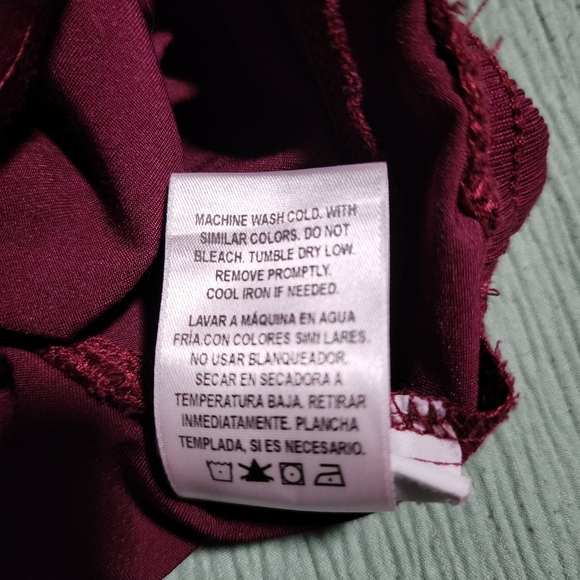 MACHINE WASH COLD. WITH
SIMILAR COLORS. DO NOT
BLEACH. TUMBLE DRY LOW.
REMOVE PROMPTLY.
COOL IRON IF NEEDED.
LAVAR A MÁQUINA EN AGUA
FRÍA.CON COLORES SIMILARES.
NO USAR BLANQUEADOR.
SECAR EN SECADORA A
TEMPERATURA BAJA. RETIRAR
INMEDIATAMENTE. PLANCHA
TEMPLADA, SI ES NECESARIO.